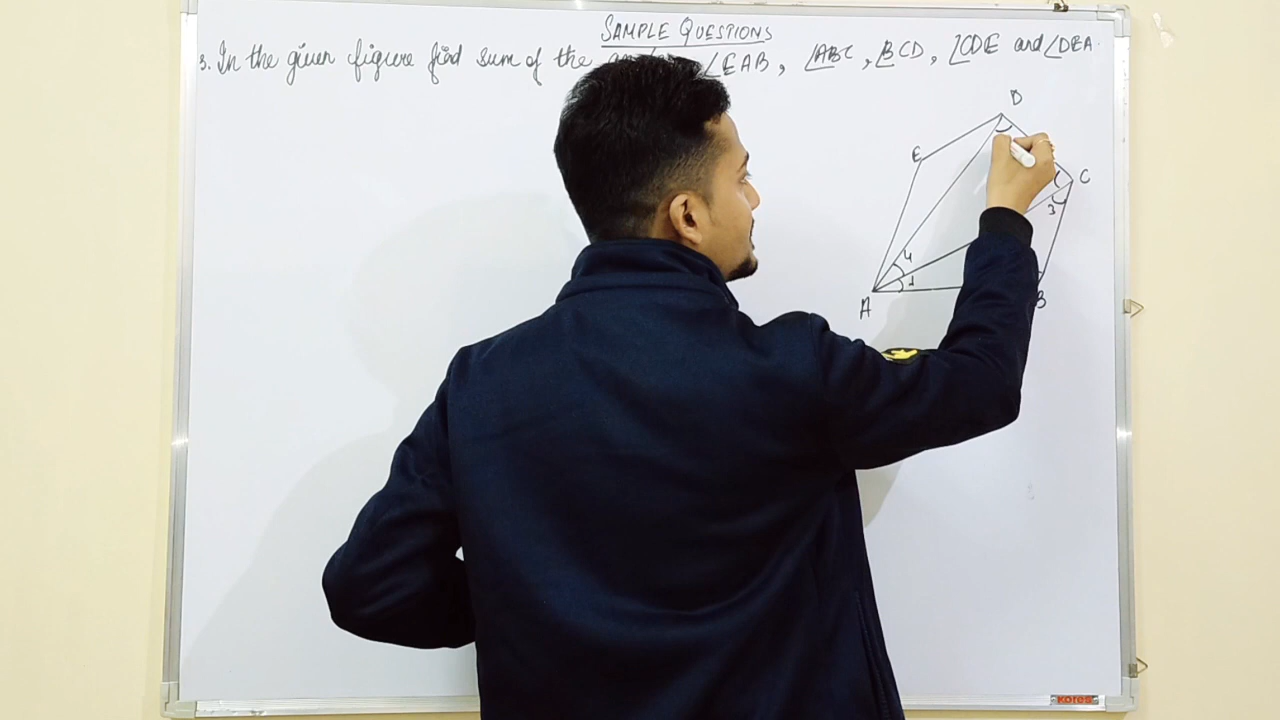 SAMPLE QUESTIONS
3. In the given figure find sum of the ∠EAB, ∠ABC, ∠BCD, ∠CDE and ∠DEA.
D
E
C
3
4
1
A
B
Kores